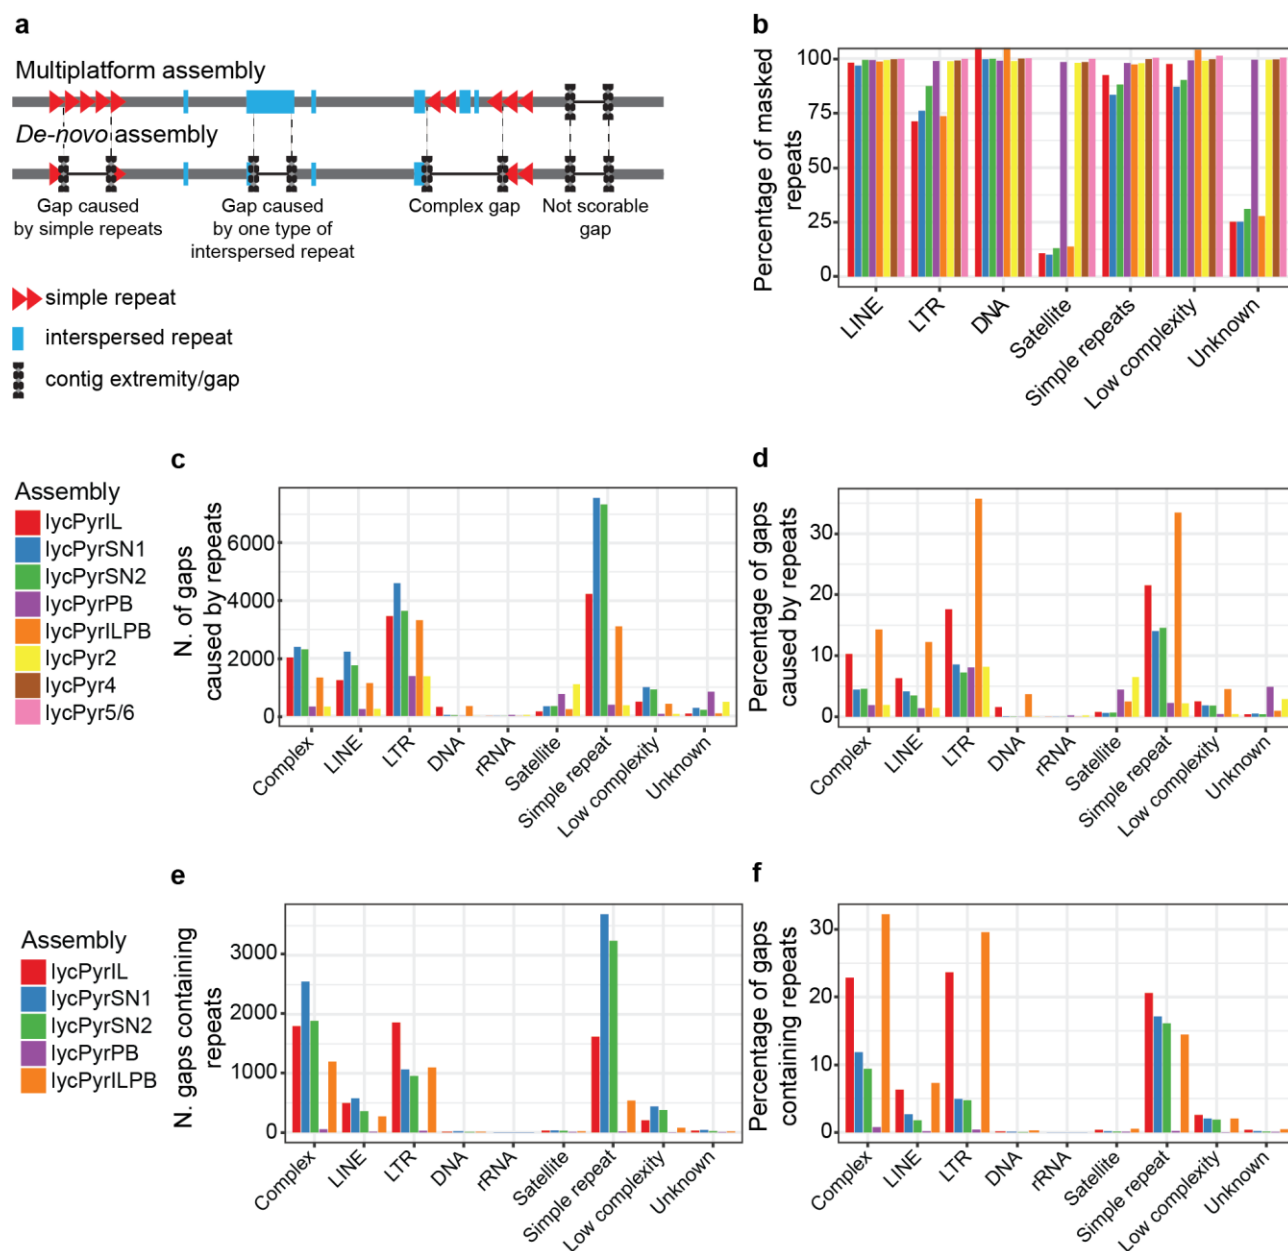 a
Multiplatform assembly
De-novo assembly
Gap caused
by simple repeats
Gap caused
by one type of
interspersed repeat
Complex gap
Not scorable
gap
simple repeat
interspersed repeat
contig extremity/gap
b
Percentage of masked
repeats
100
75
50
25
0
LINE
LTR
DNA
Satellite
Simple repeats
Low complexity
Unknown
Assembly
lycPyrIL
lycPyrSN1
lycPyrSN2
lycPyrPB
lycPyrILPB
lycPyr2
lycPyr4
lycPyr5/6
c
N. of gaps
caused by repeats
6000
4000
2000
0
Complex
LINE
LTR
DNA
rRNA
Satellite
Simple repeat
Low complexity
Unknown
d
Percentage of gaps
caused by repeats
30
20
10
0
Complex
LINE
LTR
DNA
rRNA
Satellite
Simple repeat
Low complexity
Unknown
Assembly
lycPyrIL
lycPyrSN1
lycPyrSN2
lycPyrPB
lycPyrILPB
e
N. gaps containing
repeats
3000
2000
1000
0
Complex
LINE
LTR
DNA
rRNA
Satellite
Simple repeat
Low complexity
Unknown
f
Percentage of gaps
containing repeats
30
20
10
0
Complex
LINE
LTR
DNA
rRNA
Satellite
Simple repeat
Low complexity
Unknown